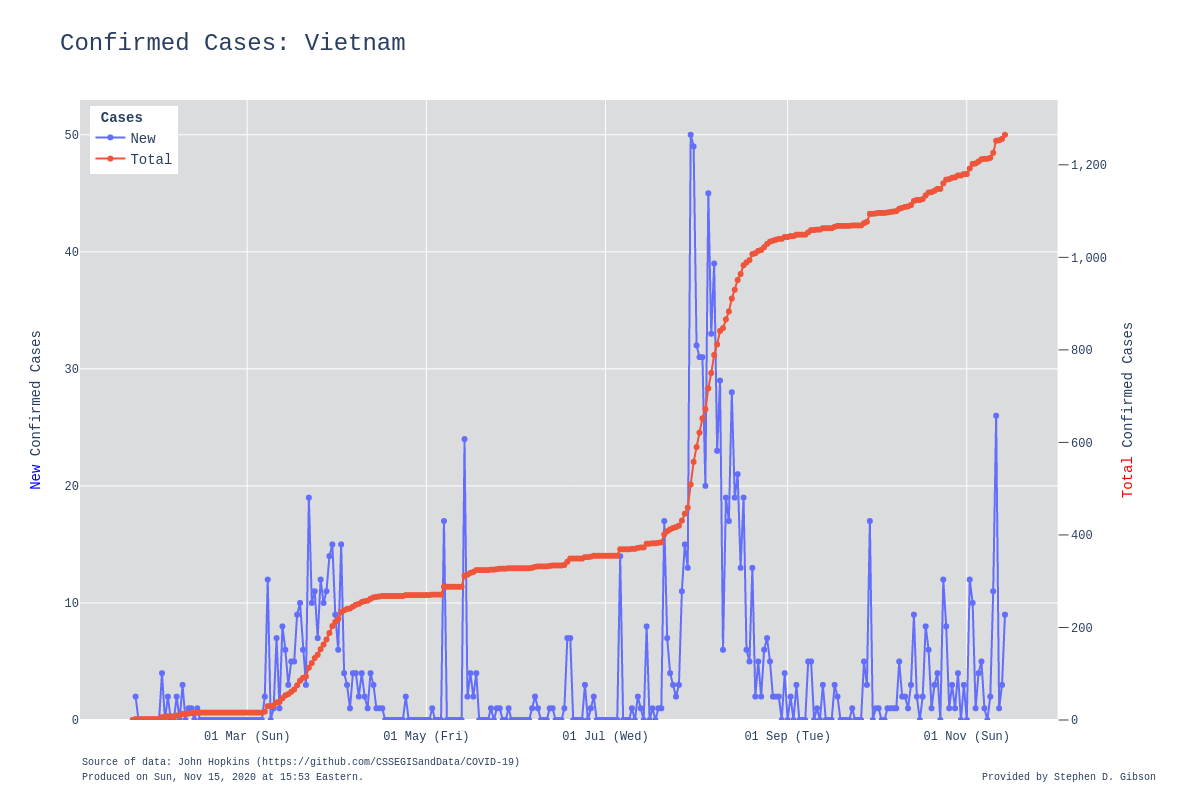 Confirmed Cases: Vietnam
Cases
New
Total
50
40
30
20
10
0
1,200
1,000
800
600
400
200
0
New Confirmed Cases
Total Confirmed Cases
01 Mar (Sun)
01 May (Fri)
01 Jul (Wed)
01 Sep (Tue)
01 Nov (Sun)
Source of data: John Hopkins (https://github.com/CSSEGISandData/COVID-19)
Produced on Sun, Nov 15, 2020 at 15:53 Eastern.
Provided by Stephen D. Gibson